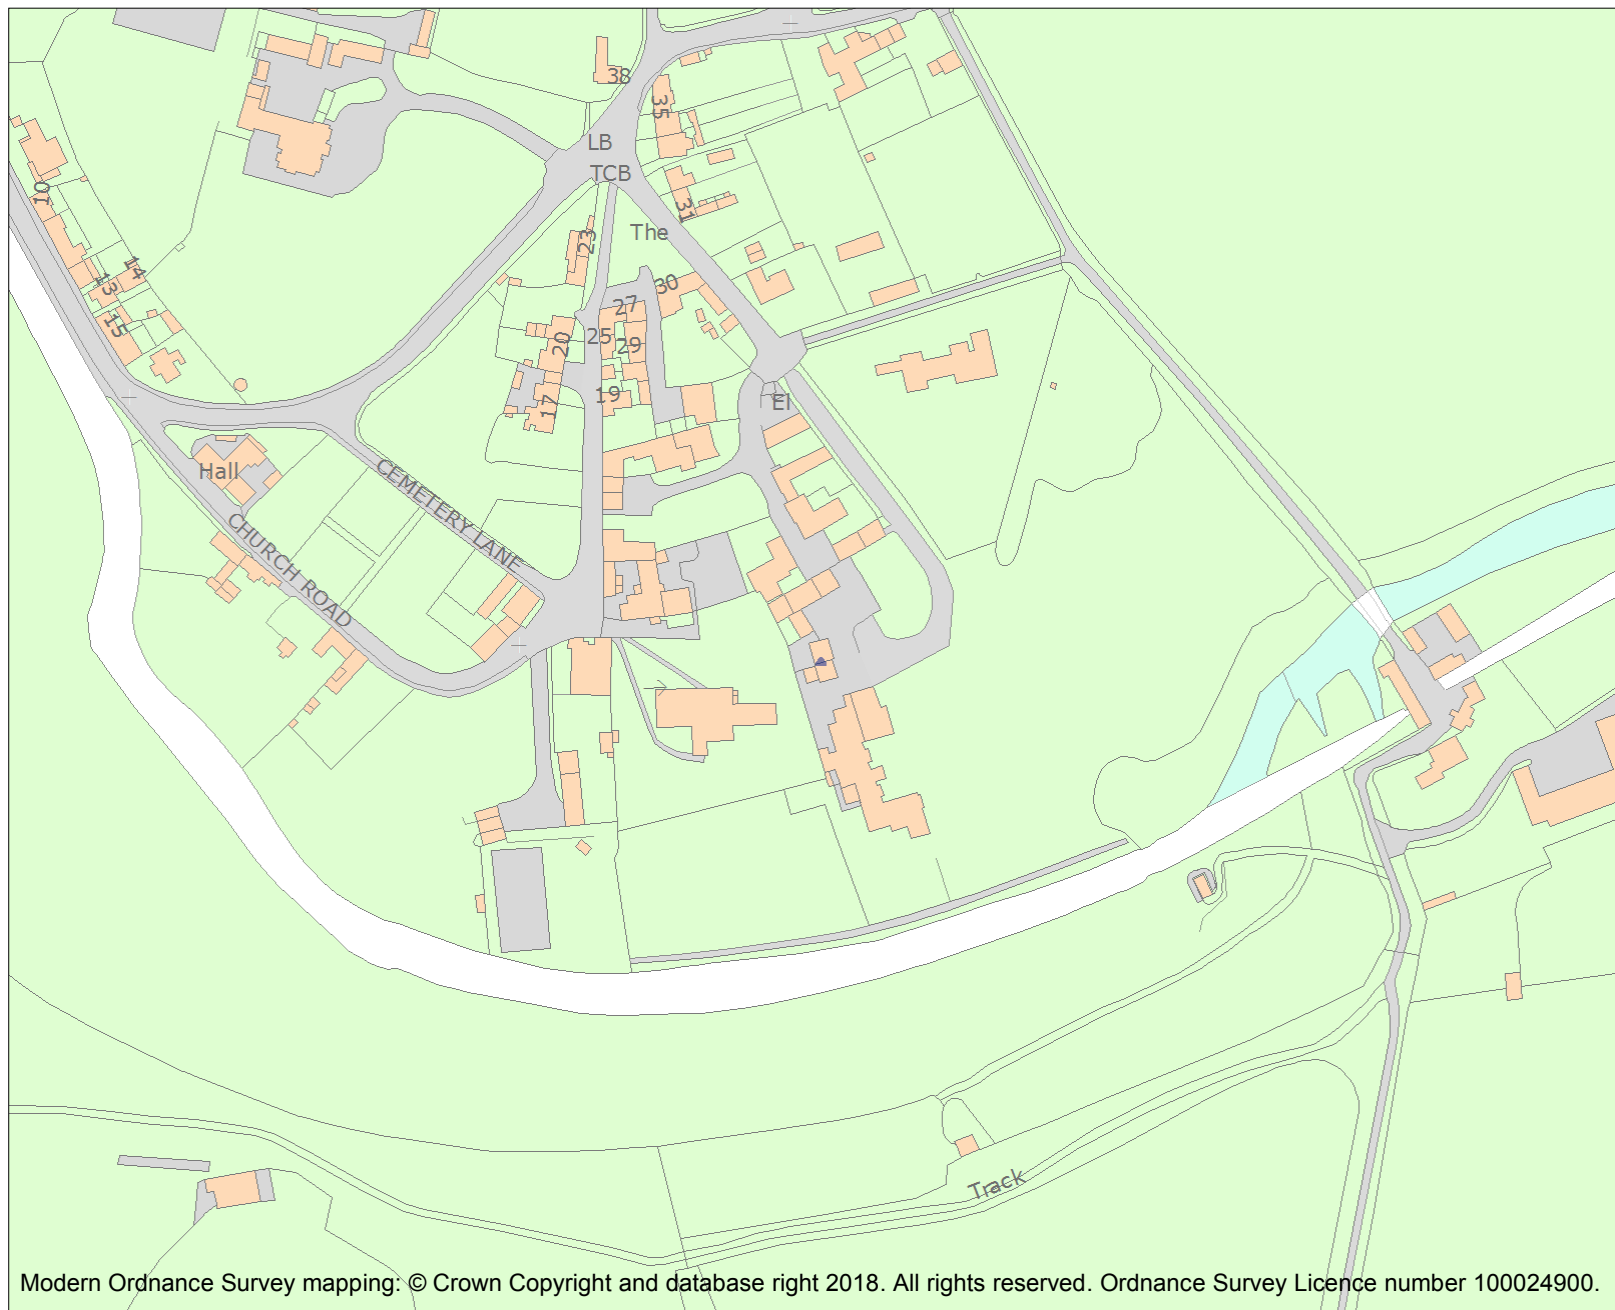 38
35
LB
TCB
10
31
23
The
14
13
30
27
15
25
20
29
19
17
El
Hall
CEMETERY LANE
CHURCH ROAD
Track
Modern Ordnance Survey mapping: © Crown Copyright and database right 2018. All rights reserved. Ordnance Survey Licence number 100024900.